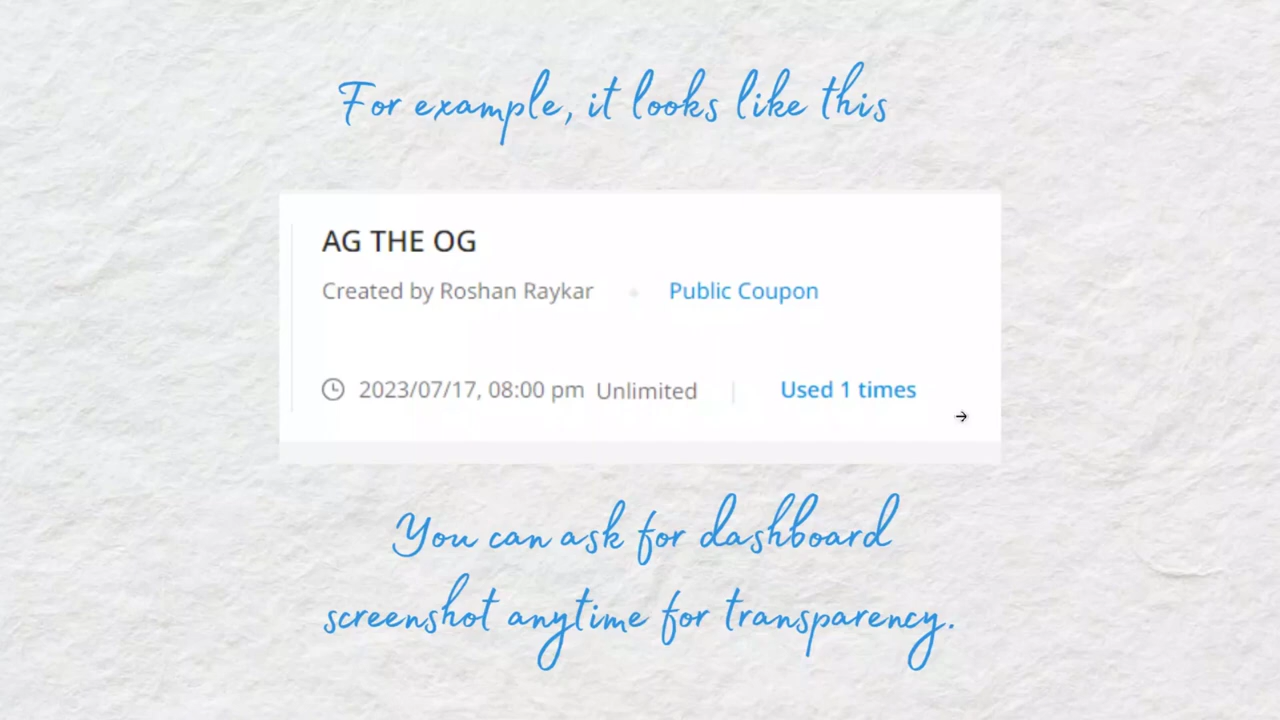 For example, it looks like this
AG THE OG
Created by Roshan Raykar Public Coupon
2023/07/17, 08:00 pm Unlimited Used 1 times
You can ask for dashboard
screenshot anytime for transparency.